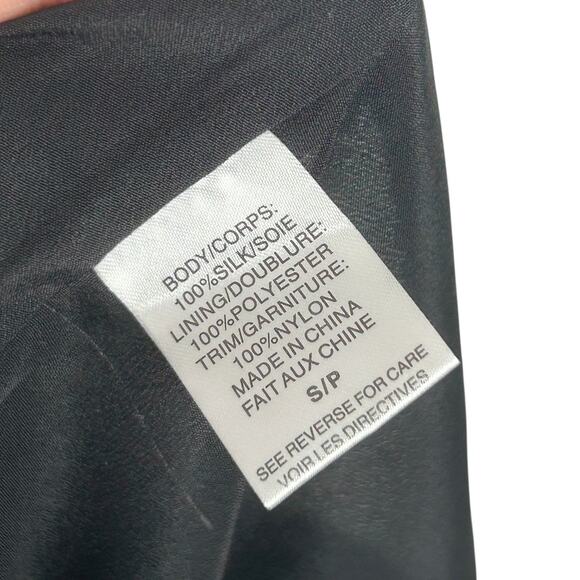 BODY/CORPS:
100%SILK/SOIE
LINING/DOUBLURE:
100%POLYESTER
TRIM/GARNITURE:
100%NYLON
MADE IN CHINA
FAIT AUX CHINE
S/P
SEE REVERSE FOR CARE
VOIR LES DIRECTIVES